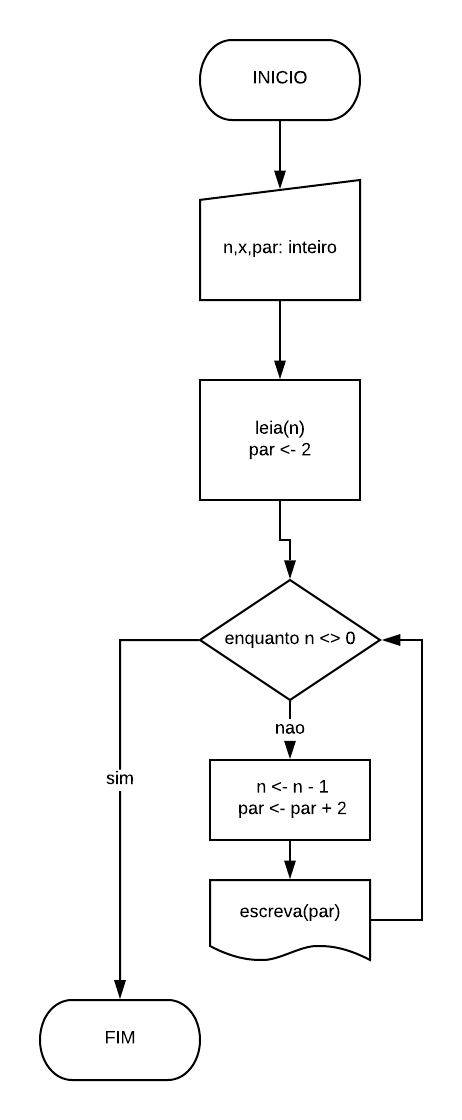 INICIO
n,x,par: inteiro
leia(n)
par <- 2
enquanto n <> 0
nao
n <- n - 1
par <- par + 2
sim
escreva(par)
FIM